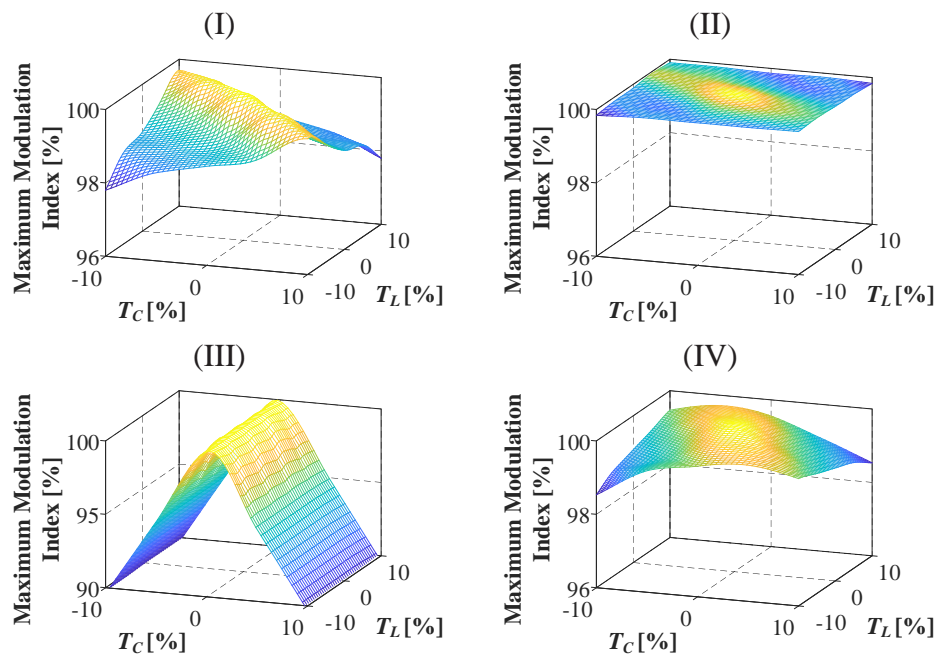 (I)
Maximum Modulation
Index [%]
100
98
96
-10
0
10
T_C [%]
-10
0
10
T_L [%]
(II)
Maximum Modulation
Index [%]
100
98
96
-10
0
10
T_C [%]
-10
0
10
T_L [%]
(III)
Maximum Modulation
Index [%]
100
95
90
-10
0
10
T_C [%]
-10
0
10
T_L [%]
(IV)
Maximum Modulation
Index [%]
100
98
96
-10
0
10
T_C [%]
-10
0
10
T_L [%]